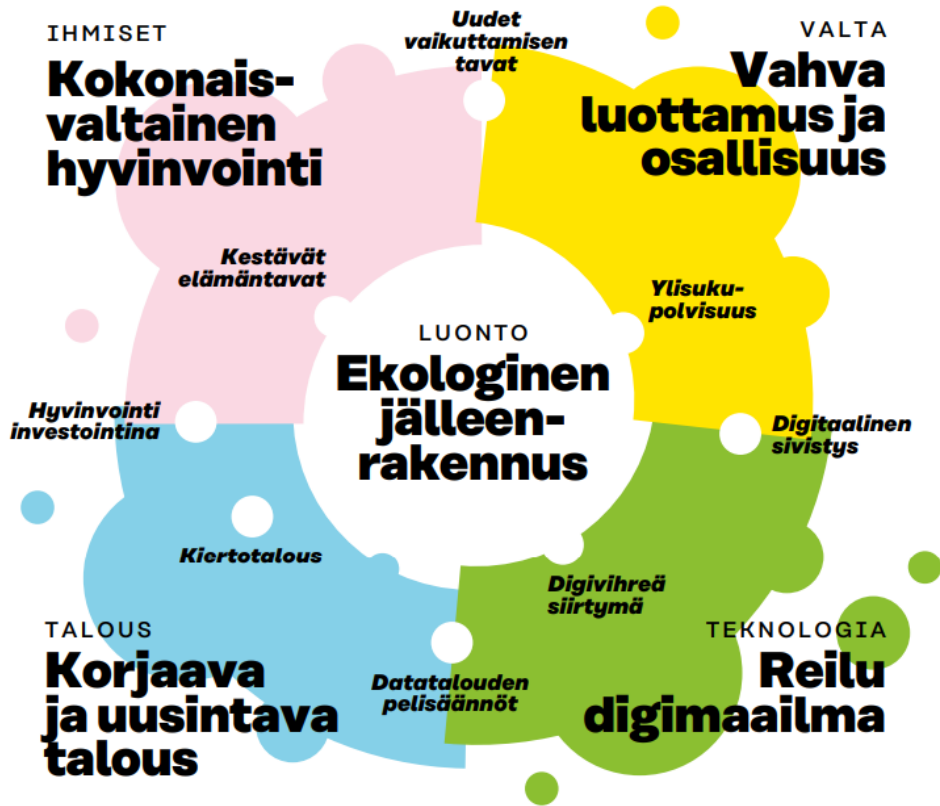 IHMISET
Kokonais-
valtainen
hyvinvointi
Uudet
vaikuttamisen
tavat
VALTA
Vahva
luottamus ja
osallisuus
Kestävät
elämäntavat
Ylisuku-
polvisuus
LUONTO
Ekologinen
jälleen-
rakennus
Hyvinvointi
investointina
Digitaalinen
sivistys
Kiertotalous
Digivihreä
siirtymä
TALOUS
Korjaava
ja uusintava
talous
Datatalouden
pelisäännöt
TEKNOLOGIA
Reilu
digimaailma